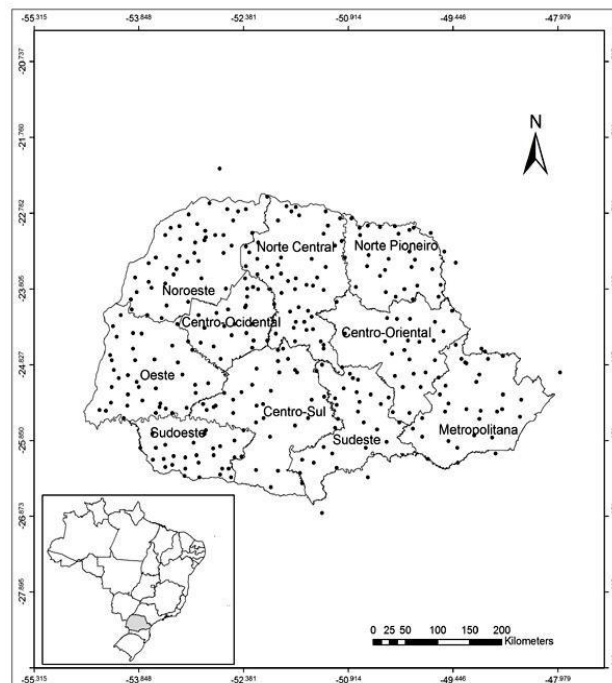 -55.315 -53.848 -52.381 -50.914 -49.446 -47.979
-20.737
-21.760
N
-22.782
Norte Central
Norte Pioneiro
Noroeste
-23.805
Centro-Ocidental
Centro-Oriental
-24.827
Oeste
Centro-Sul
Sudoeste
Sudeste
Metropolitana
-25.850
-26.873
-27.895
0 25 50 100 150 200
Kilometers
-55.315 -53.848 -52.381 -50.914 -49.446 -47.979